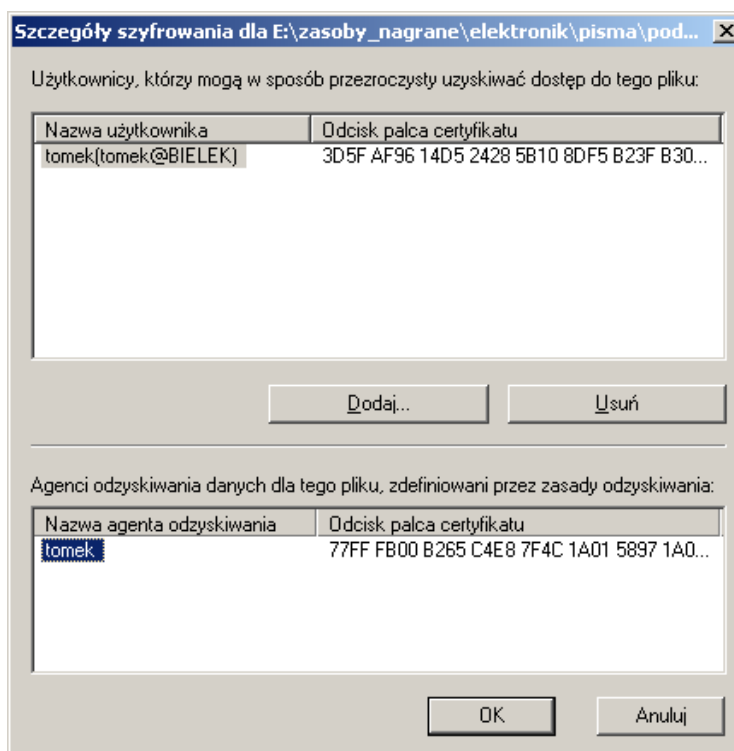 Szczegóły szyfrowania dla E:\zasoby_nagrane\elektronik\pisma\pod...
Użytkownicy, którzy mogą w sposób przezroczysty uzyskiwać dostęp do tego pliku:
Nazwa użytkownika Odcisk palca certyfikatu
tomek(tomek@BIELEK) 3D5F AF96 14D5 2428 5B10 8DF5 B23F B30...
Dodaj... Usuń
Agenci odzyskiwania danych dla tego pliku, zdefiniowani przez zasady odzyskiwania:
Nazwa agenta odzyskiwania Odcisk palca certyfikatu
tomek 77FF FB00 B265 C4E8 7F4C 1A01 5897 1A0...
OK Anuluj